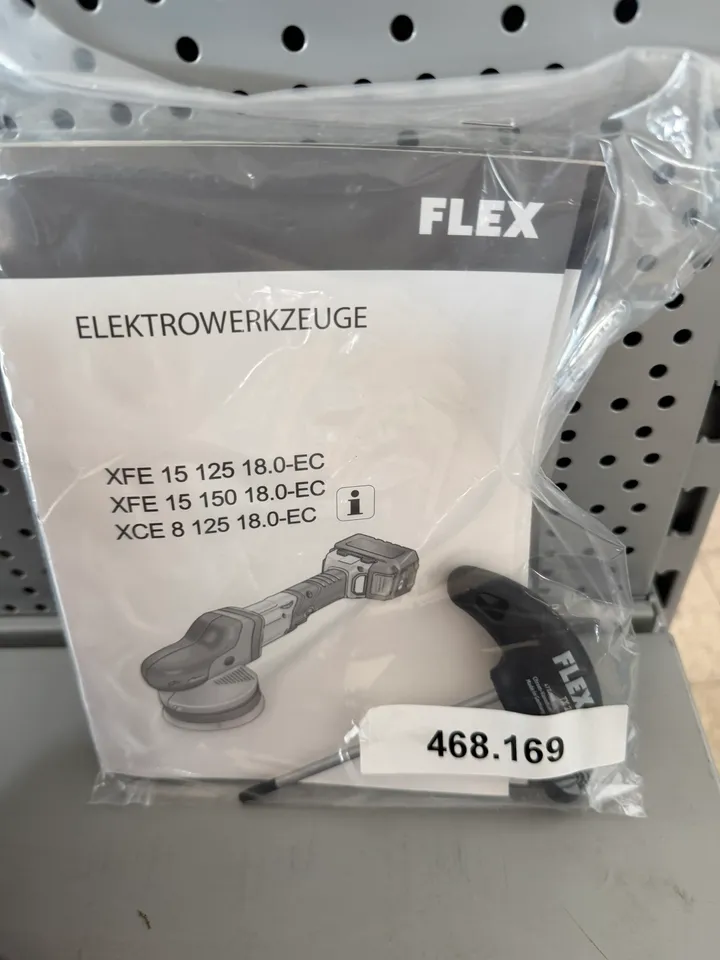 FLEX
ELEKTROWERKZEUGE
XFE 15 125 18.0-EC
XFE 15 150 18.0-EC
XCE 8 125 18.0-EC
i
FLEX
468.169